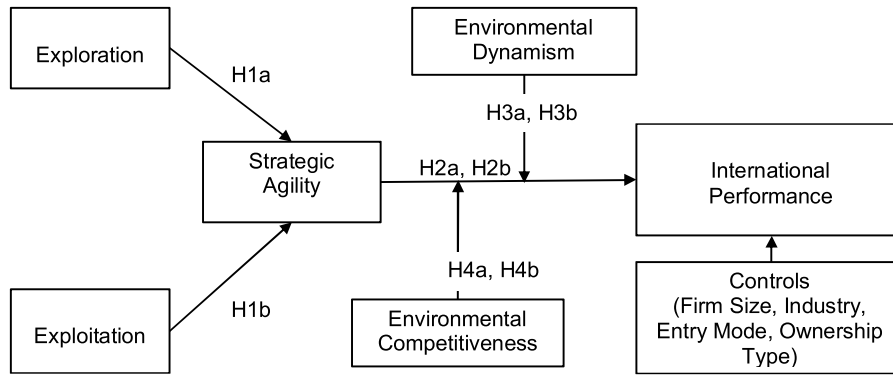 Exploration
H1a
Environmental
Dynamism
H3a, H3b
Strategic
Agility
H2a, H2b
International
Performance
H4a, H4b
H1b
Exploitation
Environmental
Competitiveness
Controls
(Firm Size, Industry,
Entry Mode, Ownership
Type)